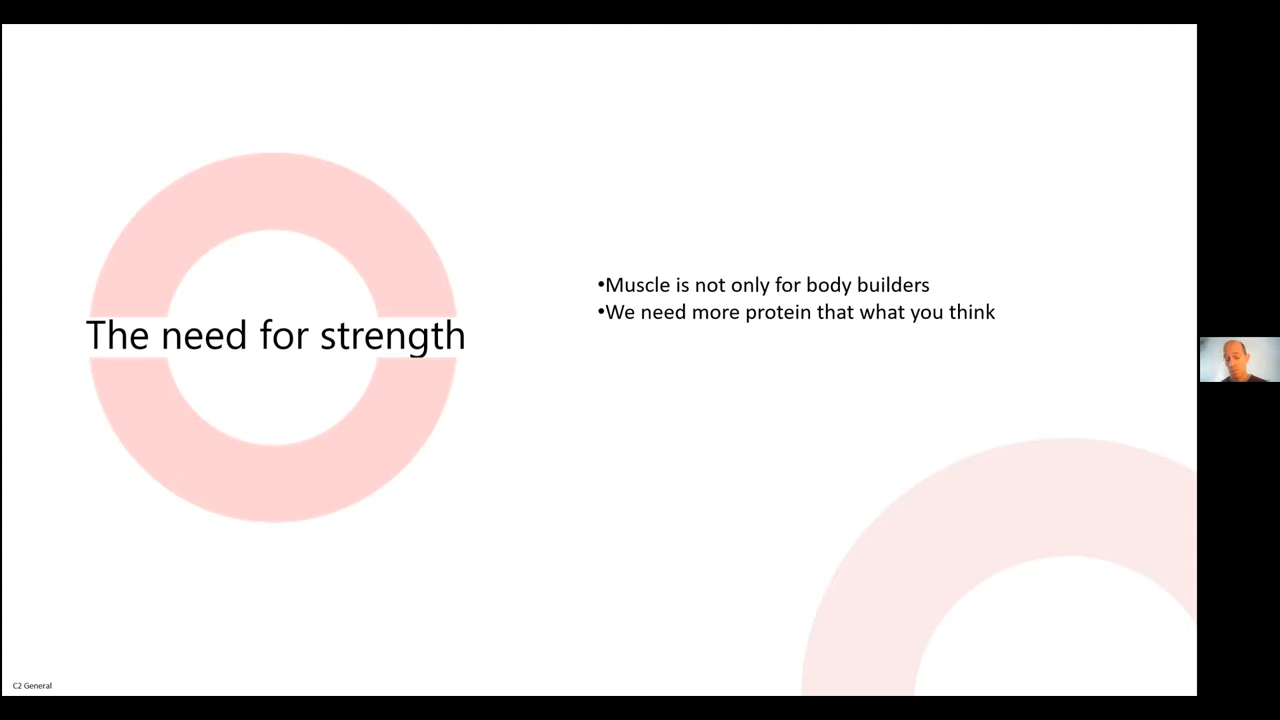 The need for strength
•Muscle is not only for body builders
•We need more protein that what you think
C2 General